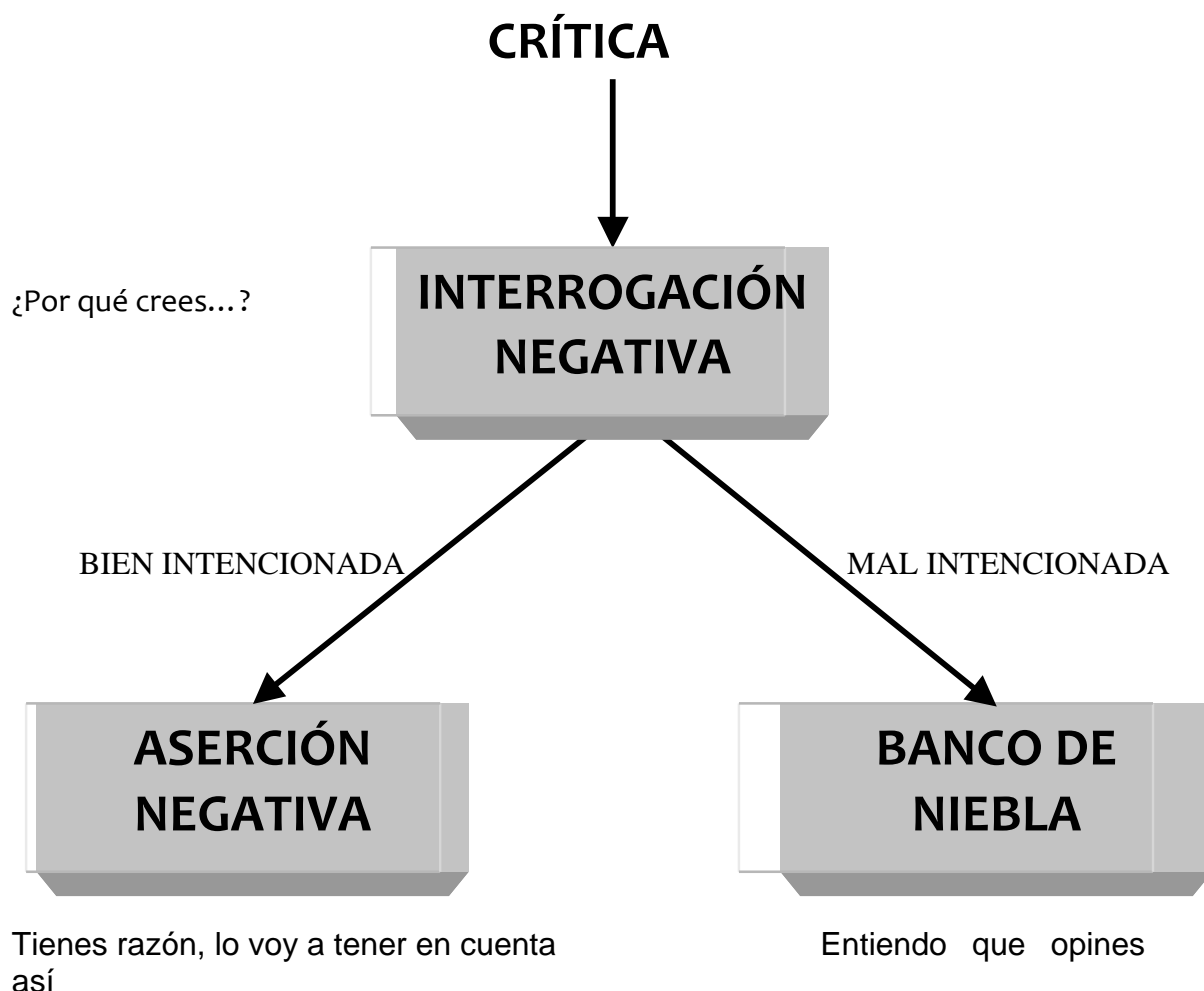 CRÍTICA
¿Por qué crees...?
INTERROGACIÓN
NEGATIVA
BIEN INTENCIONADA
MAL INTENCIONADA
ASERCIÓN
NEGATIVA
BANCO DE
NIEBLA
Tienes razón, lo voy a tener en cuenta
así
Entiendo que opines